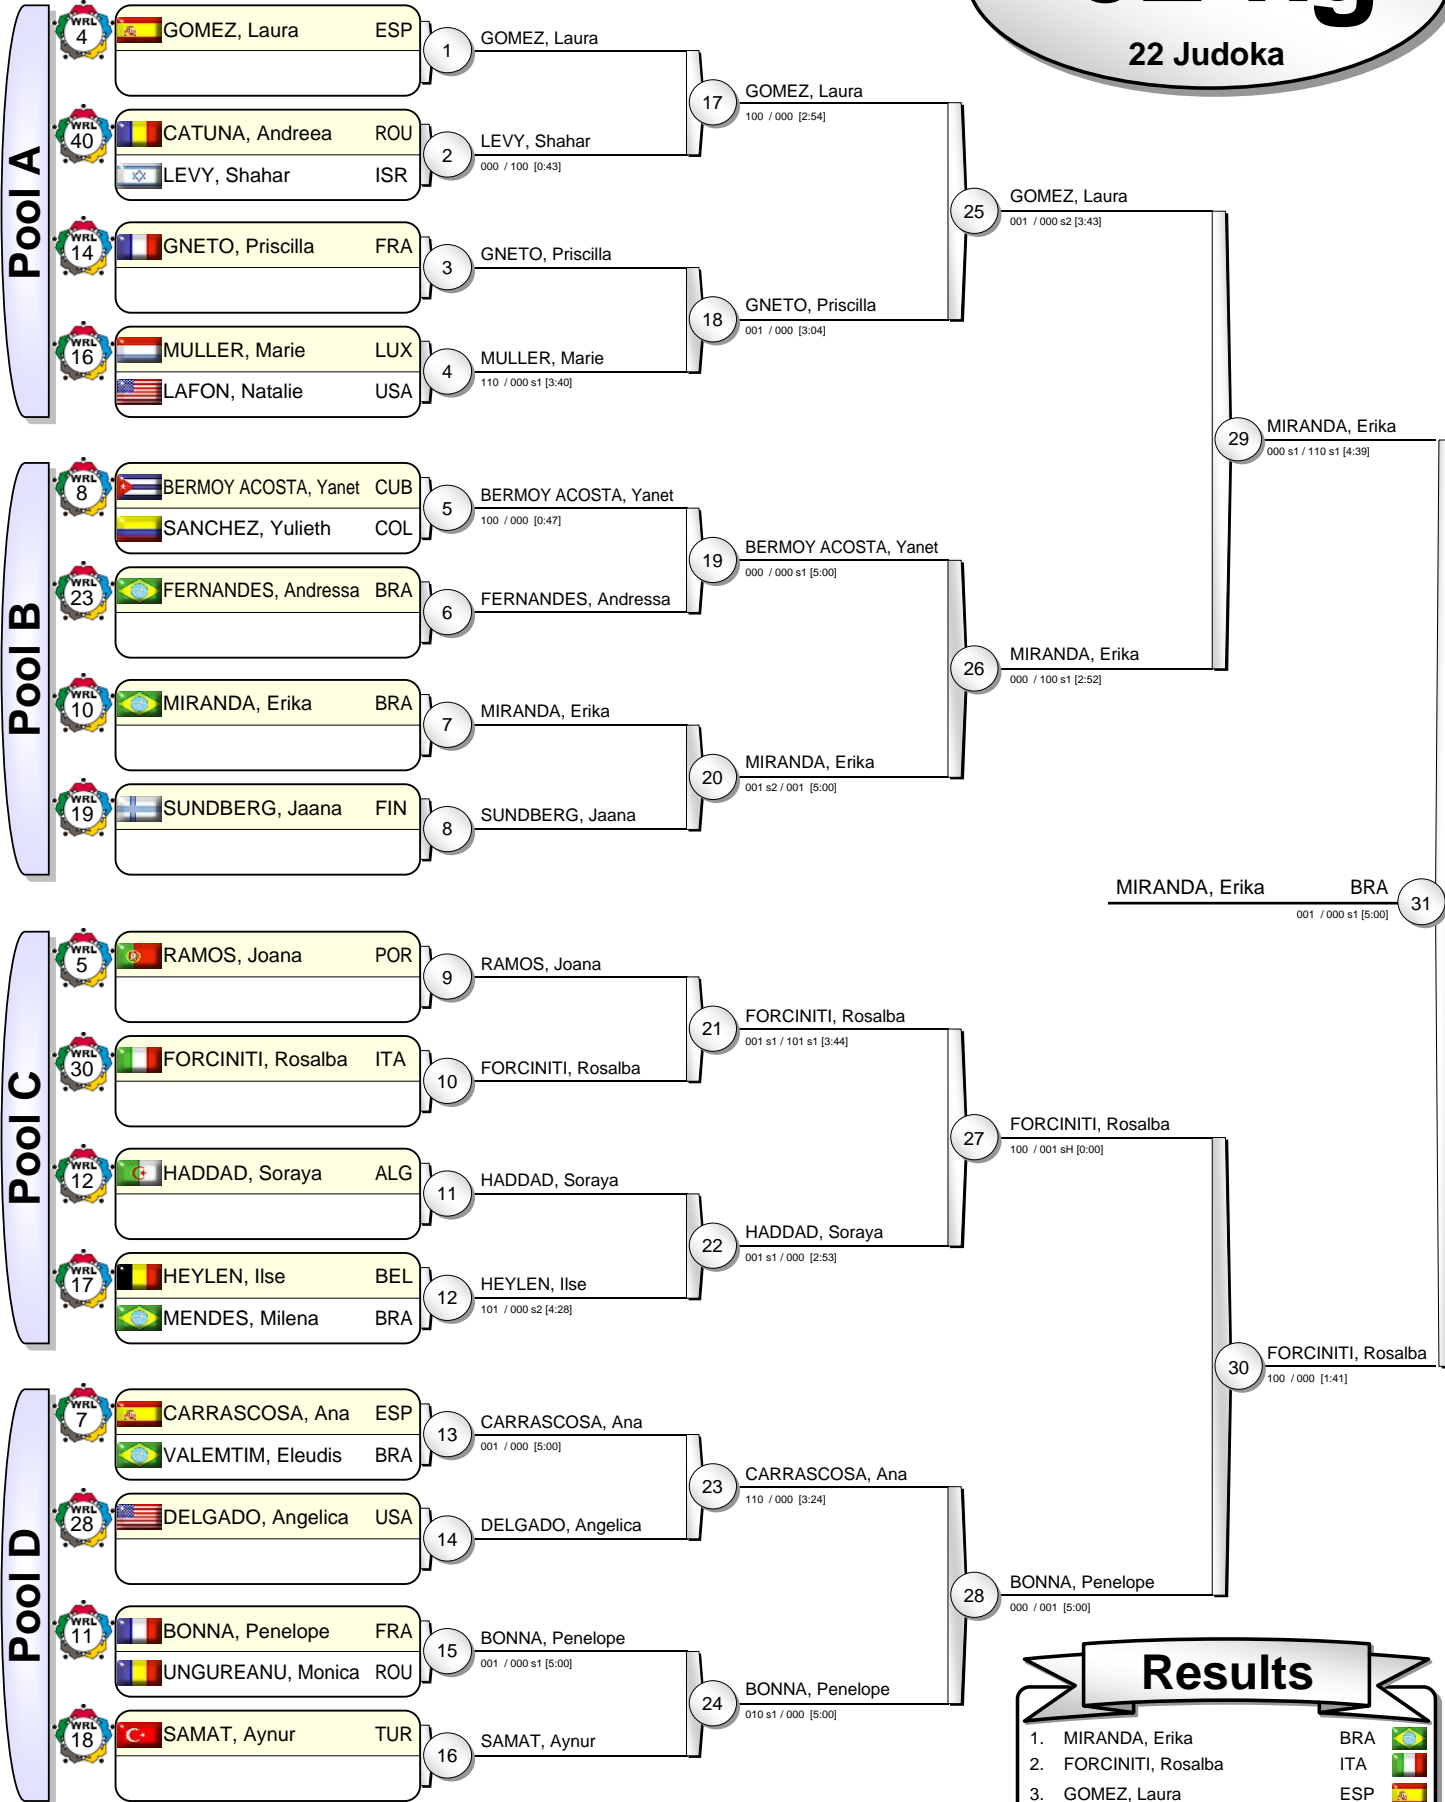 22 Judoka
Pool A
WRL 4
GOMEZ, Laura ESP
1
GOMEZ, Laura
WRL 40
CATUNA, Andreea ROU
LEVY, Shahar ISR
2
LEVY, Shahar
000 / 100 [0:43]
17
GOMEZ, Laura
100 / 000 [2:54]
WRL 14
GNETO, Priscilla FRA
3
GNETO, Priscilla
WRL 16
MULLER, Marie LUX
LAFON, Natalie USA
4
MULLER, Marie
110 / 000 s1 [3:40]
18
GNETO, Priscilla
001 / 000 [3:04]
25
GOMEZ, Laura
001 / 000 s2 [3:43]
Pool B
WRL 8
BERMOY ACOSTA, Yanet CUB
SANCHEZ, Yulieth COL
5
BERMOY ACOSTA, Yanet
100 / 000 [0:47]
WRL 23
FERNANDES, Andressa BRA
6
FERNANDES, Andressa
19
BERMOY ACOSTA, Yanet
000 / 000 s1 [5:00]
WRL 10
MIRANDA, Erika BRA
7
MIRANDA, Erika
WRL 19
SUNDBERG, Jaana FIN
8
SUNDBERG, Jaana
20
MIRANDA, Erika
001 s2 / 001 [5:00]
26
MIRANDA, Erika
000 / 100 s1 [2:52]
29
MIRANDA, Erika
000 s1 / 110 s1 [4:39]
MIRANDA, Erika BRA
001 / 000 s1 [5:00]
31
Pool C
WRL 5
RAMOS, Joana POR
9
RAMOS, Joana
WRL 30
FORCINITI, Rosalba ITA
10
FORCINITI, Rosalba
21
FORCINITI, Rosalba
001 s1 / 101 s1 [3:44]
WRL 12
HADDAD, Soraya ALG
11
HADDAD, Soraya
WRL 17
HEYLEN, Ilse BEL
MENDES, Milena BRA
12
HEYLEN, Ilse
101 / 000 s2 [4:28]
22
HADDAD, Soraya
001 s1 / 000 [2:53]
27
FORCINITI, Rosalba
100 / 001 sH [0:00]
Pool D
WRL 7
CARRASCOSA, Ana ESP
VALEMTIM, Eleudis BRA
13
CARRASCOSA, Ana
001 / 000 [5:00]
WRL 28
DELGADO, Angelica USA
14
DELGADO, Angelica
23
CARRASCOSA, Ana
110 / 000 [3:24]
WRL 11
BONNA, Penelope FRA
UNGUREANU, Monica ROU
15
BONNA, Penelope
001 / 000 s1 [5:00]
WRL 18
SAMAT, Aynur TUR
16
SAMAT, Aynur
24
BONNA, Penelope
010 s1 / 000 [5:00]
28
BONNA, Penelope
000 / 001 [5:00]
30
FORCINITI, Rosalba
100 / 000 [1:41]
Results
1. MIRANDA, Erika BRA
2. FORCINITI, Rosalba ITA
3. GOMEZ, Laura ESP